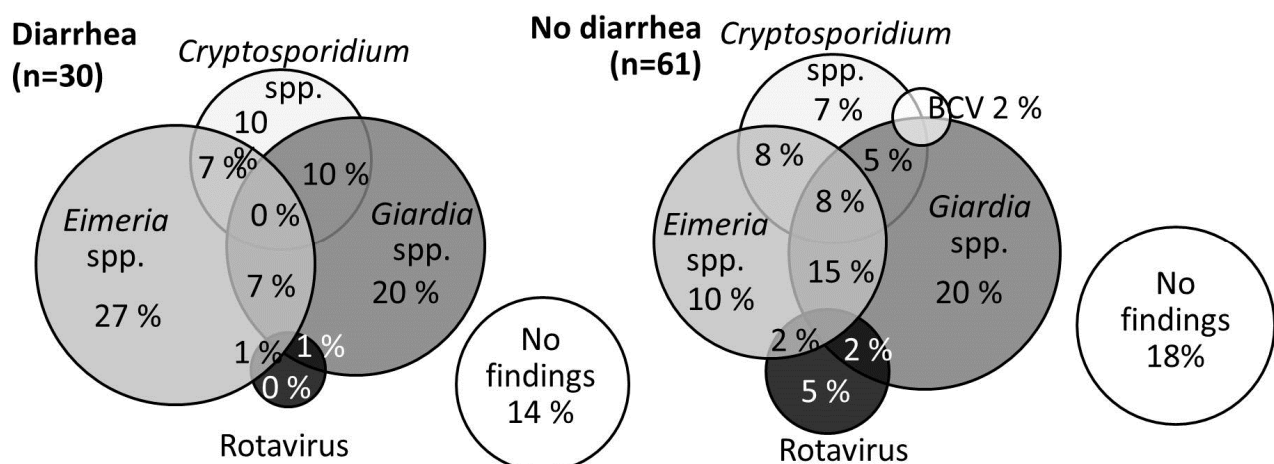 Diarrhea
(n=30)
Cryptosporidium
spp.
10
%
7 %
10 %
0 %
Eimeria
spp.
Giardia
spp.
7 %
20 %
27 %
1 %
1 %
0 %
Rotavirus
No
findings
14 %
No diarrhea
(n=61)
Cryptosporidium
spp.
7 %
BCV 2 %
8 %
5 %
8 %
Eimeria
spp.
10 %
Giardia
spp.
20 %
15 %
2 %
2 %
5 %
Rotavirus
No
findings
18%